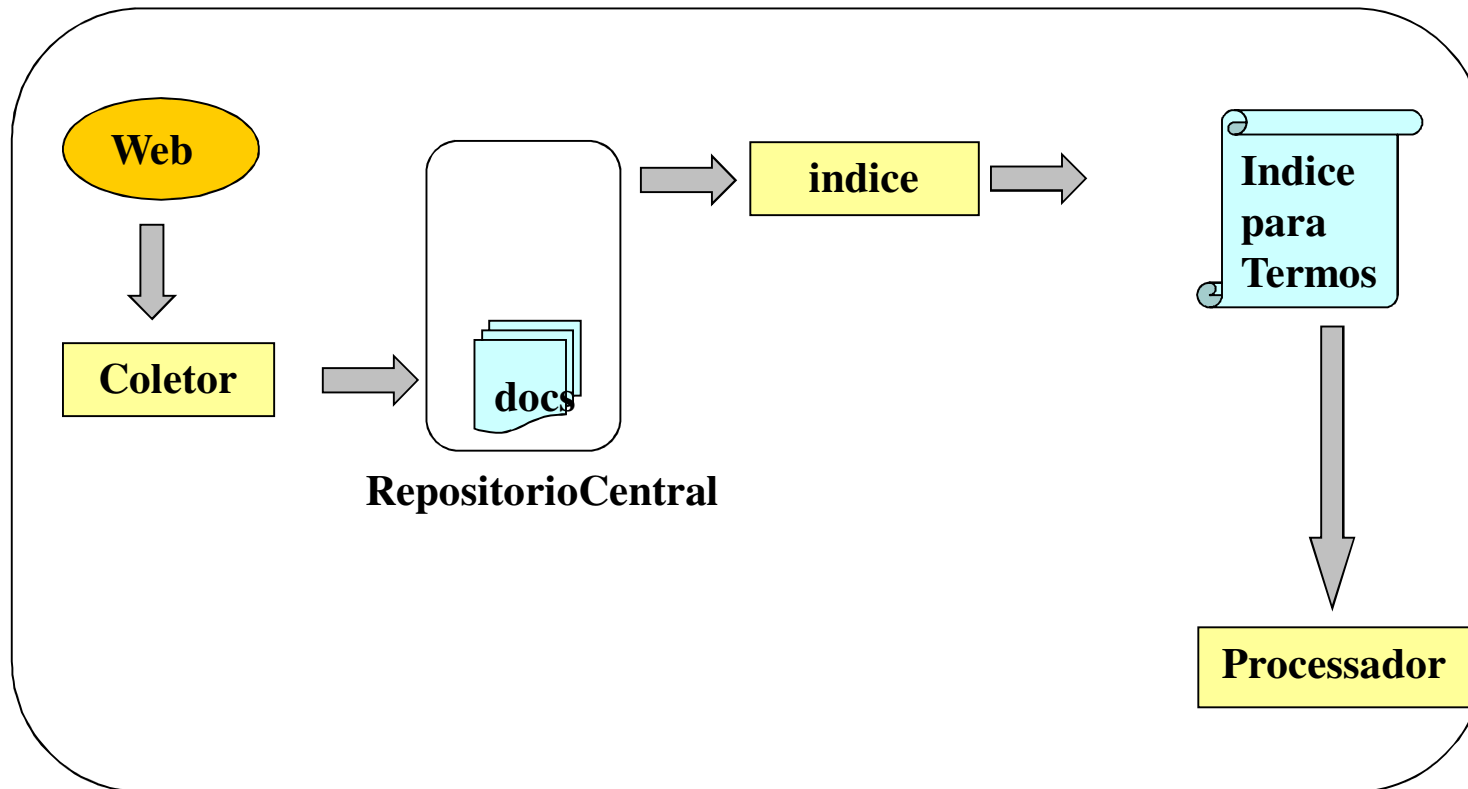 Web
Coletor
docs
RepositorioCentral
indice
Indice
para
Termos
Processador